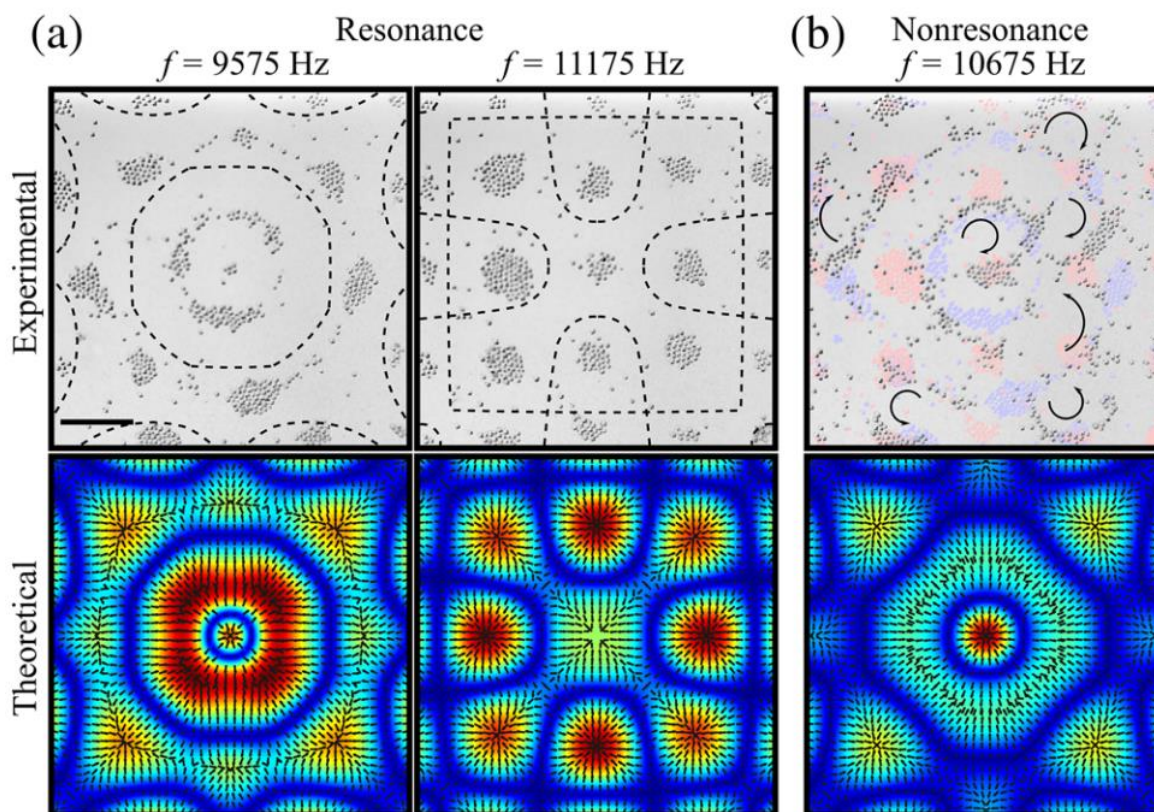 (a) Resonance
f = 9575 Hz f = 11175 Hz
(b) Nonresonance
f = 10675 Hz
Experimental
Theoretical